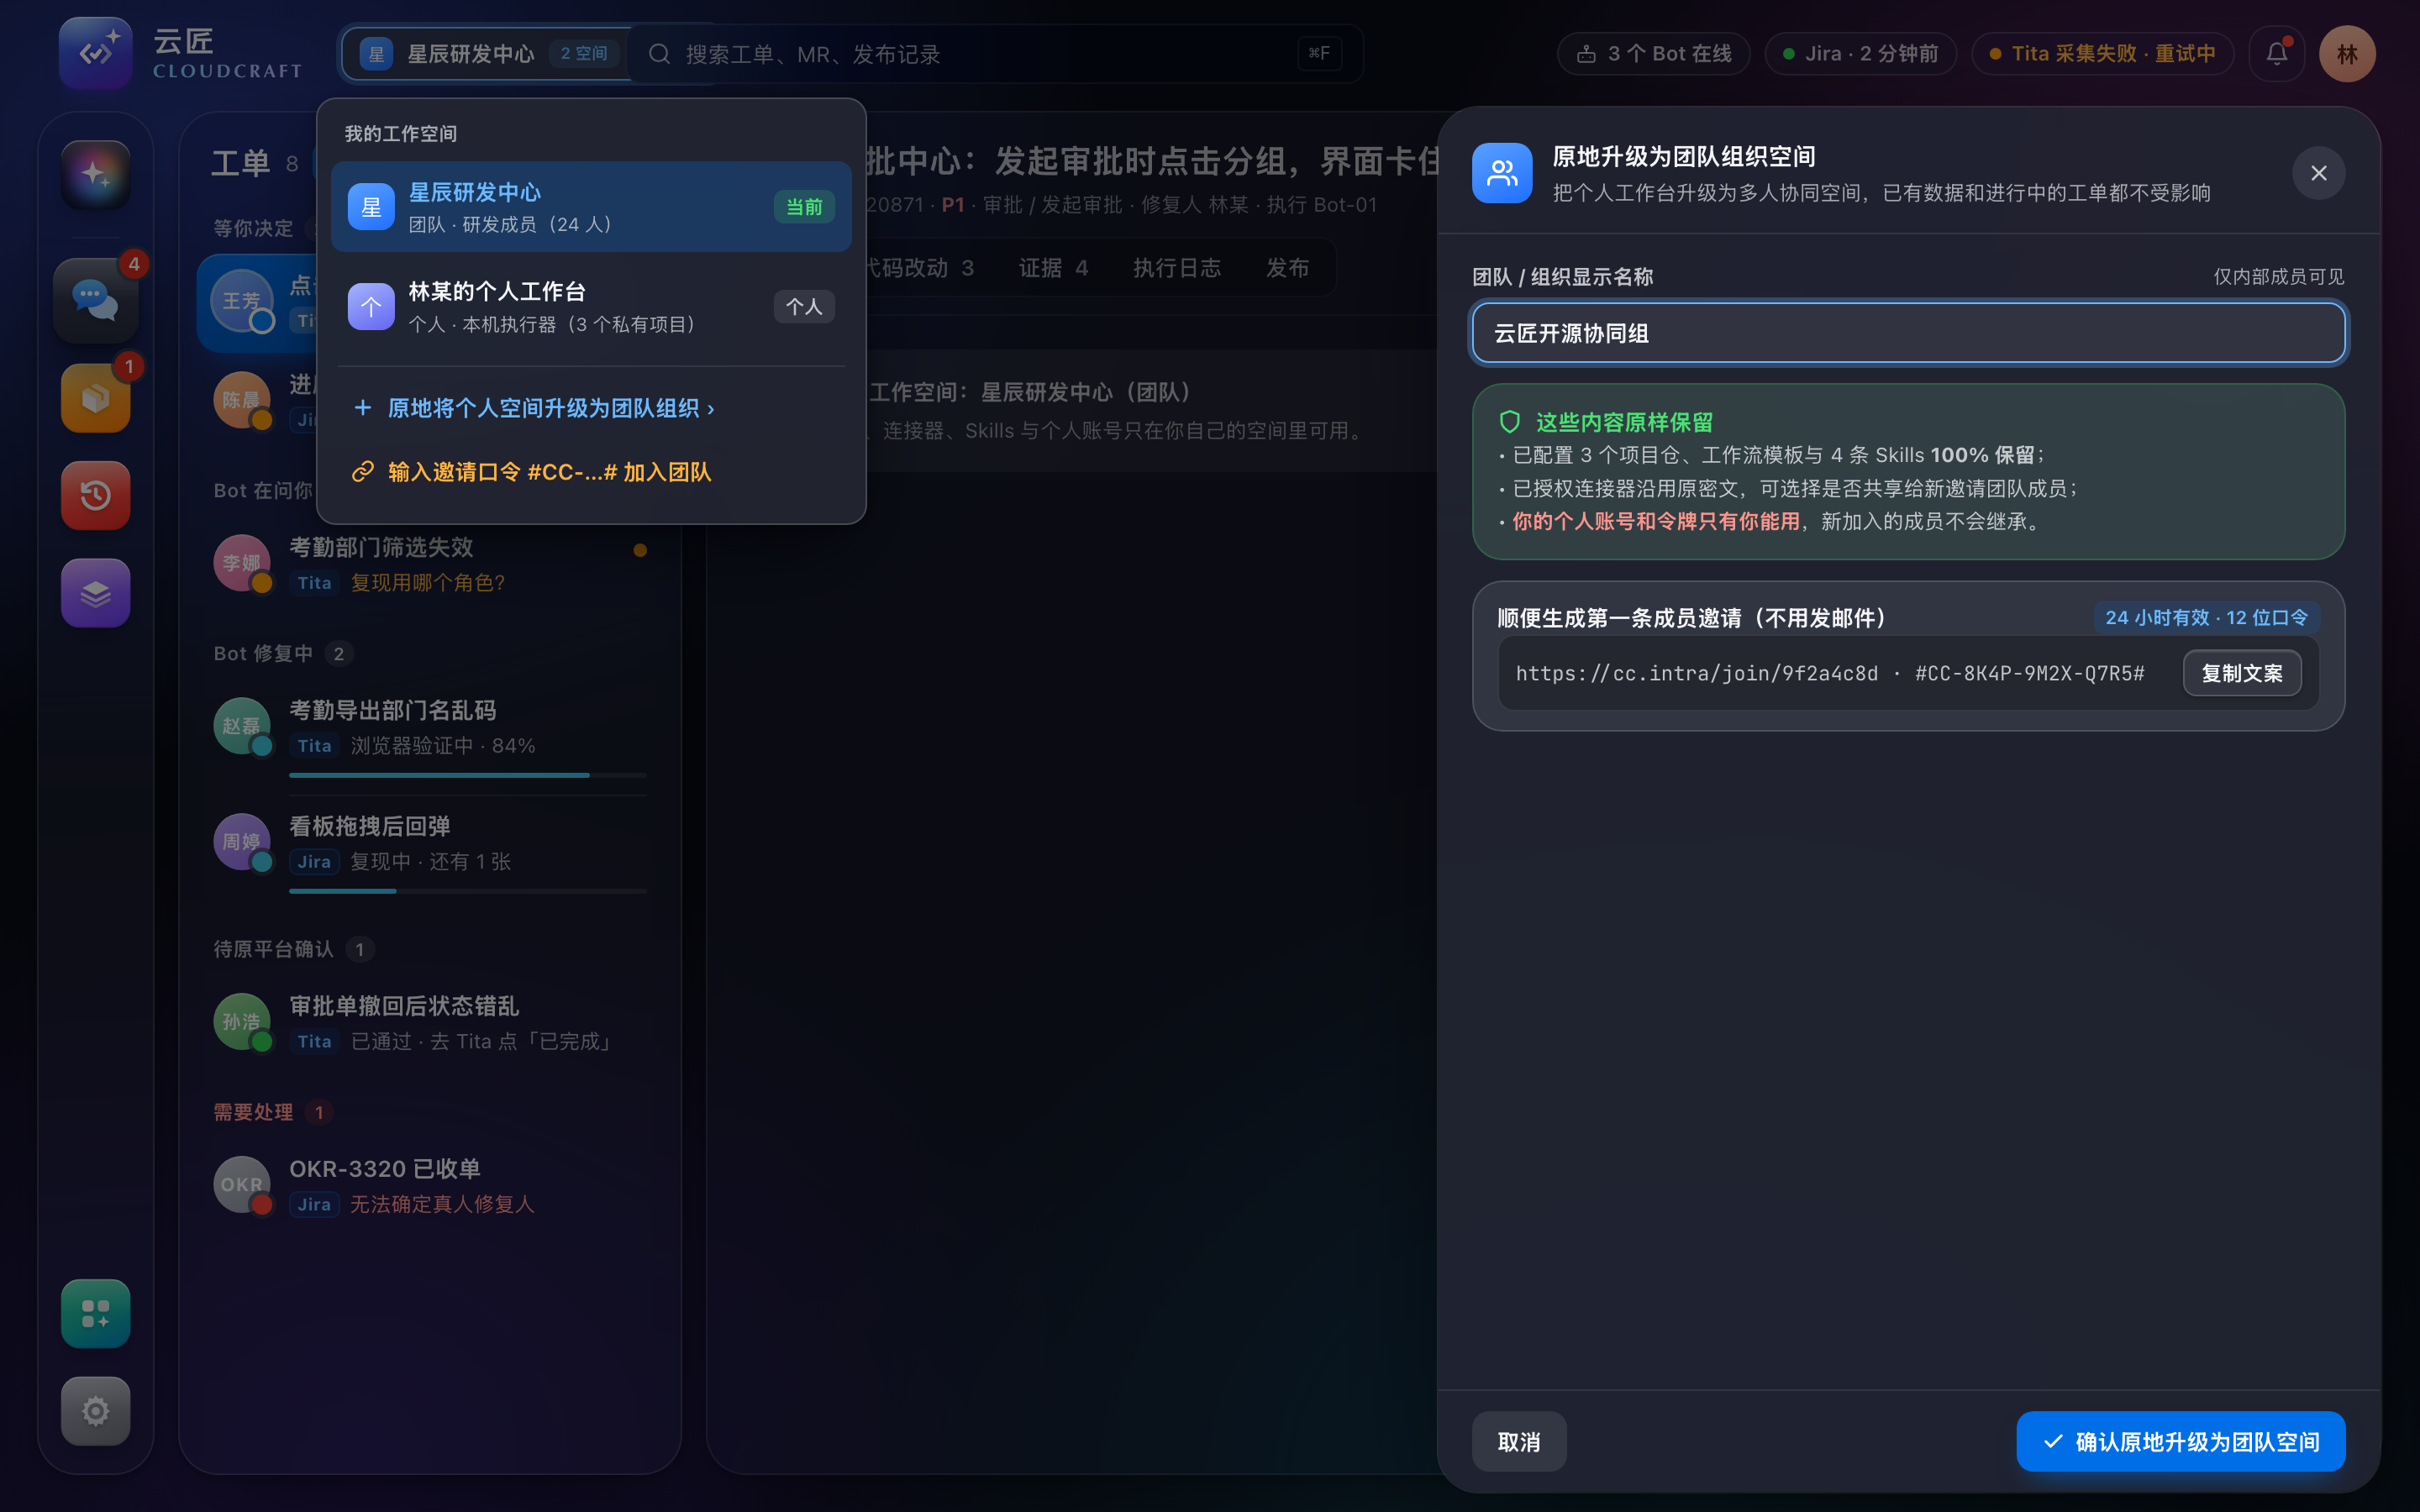 云匠
CLOUDCRAFT
星 星辰研发中心 2 空间
搜索工单、MR、发布记录 ⌘F
3 个 Bot 在线
Jira · 2 分钟前
Tita 采集失败 · 重试中
林
4
1
工单 8
等你决定
王芳
陈晨
Bot 在问你
李娜 考勤部门筛选失效
Tita 复现用哪个角色?
Bot 修复中 2
赵磊 考勤导出部门名乱码
Tita 浏览器验证中 · 84%
周婷 看板拖拽后回弹
Jira 复现中 · 还有 1 张
待原平台确认 1
孙浩 审批单撤回后状态错乱
Tita 已通过 · 去 Tita 点「已完成」
需要处理 1
OKR OKR-3320 已收单
Jira 无法确定真人修复人
我的工作空间
星 星辰研发中心
团队 · 研发成员（24 人）
当前
个 林某的个人工作台
个人 · 本机执行器（3 个私有项目）
个人
原地将个人空间升级为团队组织 ›
输入邀请口令 #CC-...# 加入团队
批中心：发起审批时点击分组，界面卡住
20871 · P1 · 审批 / 发起审批 · 修复人 林某 · 执行 Bot-01
代码改动 3 证据 4 执行日志 发布
工作空间：星辰研发中心（团队）
、连接器、Skills 与个人账号只在你自己的空间里可用。
原地升级为团队组织空间
把个人工作台升级为多人协同空间，已有数据和进行中的工单都不受影响
团队 / 组织显示名称 仅内部成员可见
云匠开源协同组
这些内容原样保留
• 已配置 3 个项目仓、工作流模板与 4 条 Skills 100% 保留；
• 已授权连接器沿用原密文，可选择是否共享给新邀请团队成员；
• 你的个人账号和令牌只有你能用，新加入的成员不会继承。
顺便生成第一条成员邀请（不用发邮件） 24 小时有效 · 12 位口令
https://cc.intra/join/9f2a4c8d · #CC-8K4P-9M2X-Q7R5# 复制文案
取消
确认原地升级为团队空间